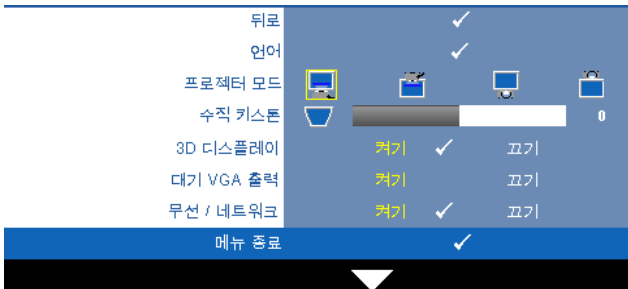 뒤로
언어
프로젝터 모드
수직 키스톤 0
3D 디스플레이 켜기 끄기
대기 VGA 출력 켜기 끄기
무선 / 네트워크 켜기 끄기
메뉴 종료